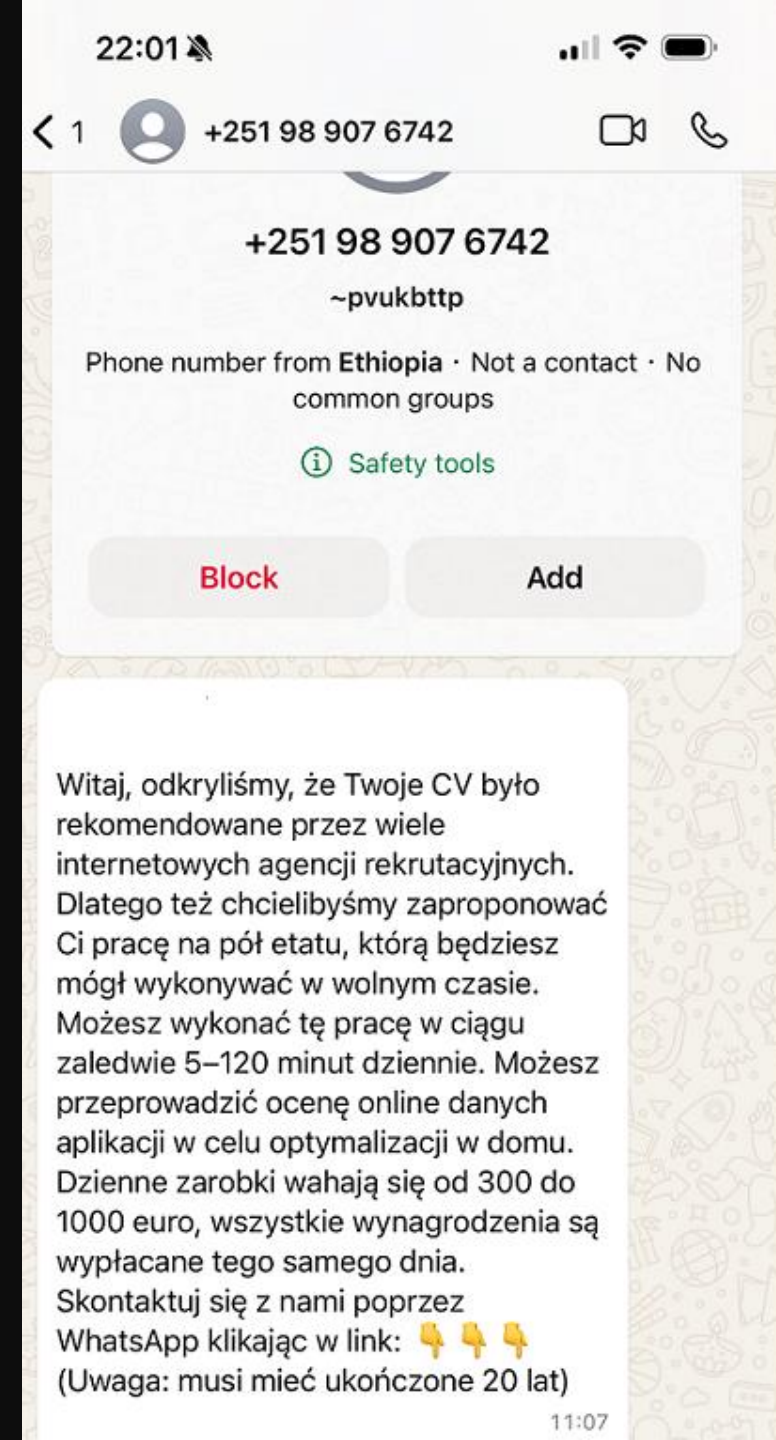 22:01
1
+251 98 907 6742
+251 98 907 6742
~pvukbttp
Phone number from Ethiopia · Not a contact · No
common groups
Safety tools
Block
Add
Witaj, odkryliśmy, że Twoje CV było
rekomendowane przez wiele
internetowych agencji rekrutacyjnych.
Dlatego też chcielibyśmy zaproponować
Ci pracę na pół etatu, którą będziesz
mógł wykonywać w wolnym czasie.
Możesz wykonać tę pracę w ciągu
zaledwie 5–120 minut dziennie. Możesz
przeprowadzić ocenę online danych
aplikacji w celu optymalizacji w domu.
Dzienne zarobki wahają się od 300 do
1000 euro, wszystkie wynagrodzenia są
wypłacane tego samego dnia.
Skontaktuj się z nami poprzez
WhatsApp klikając w link: 👇 👇 👇
(Uwaga: musi mieć ukończone 20 lat)
11:07